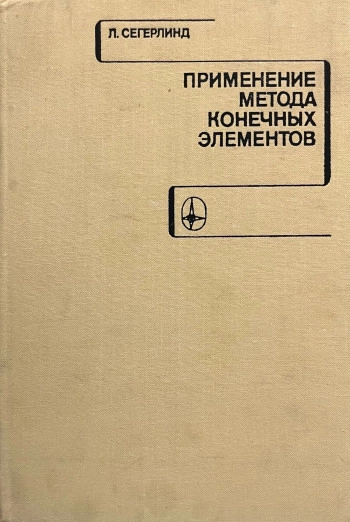 Л. СЕГЕРЛИНД
ПРИМЕНЕНИЕ
МЕТОДА
КОНЕЧНЫХ
ЭЛЕМЕНТОВ